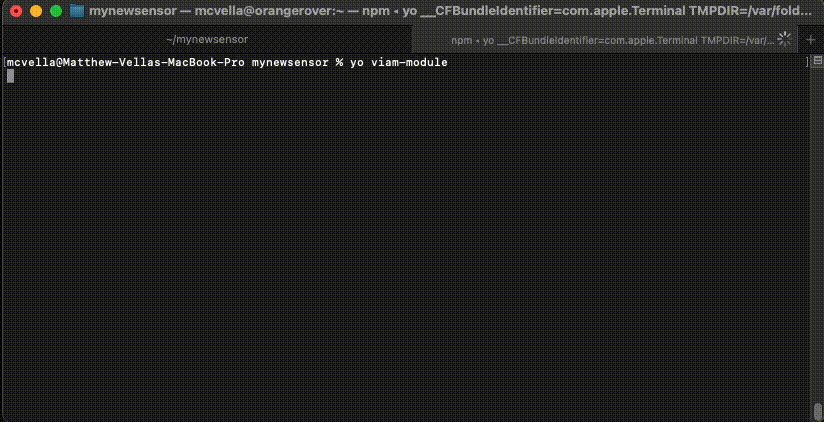 mynewsensor — mcvella@orangerover:~ — npm ◂ yo __CFBundleIdentifier=com.apple.Terminal TMPDIR=/var/fold...
~/mynewsensor
npm ◂ yo __CFBundleIdentifier=com.apple.Terminal TMPDIR=/var/... +
[mcvella@Matthew-Vellas-MacBook-Pro mynewsensor % yo viam-module ]